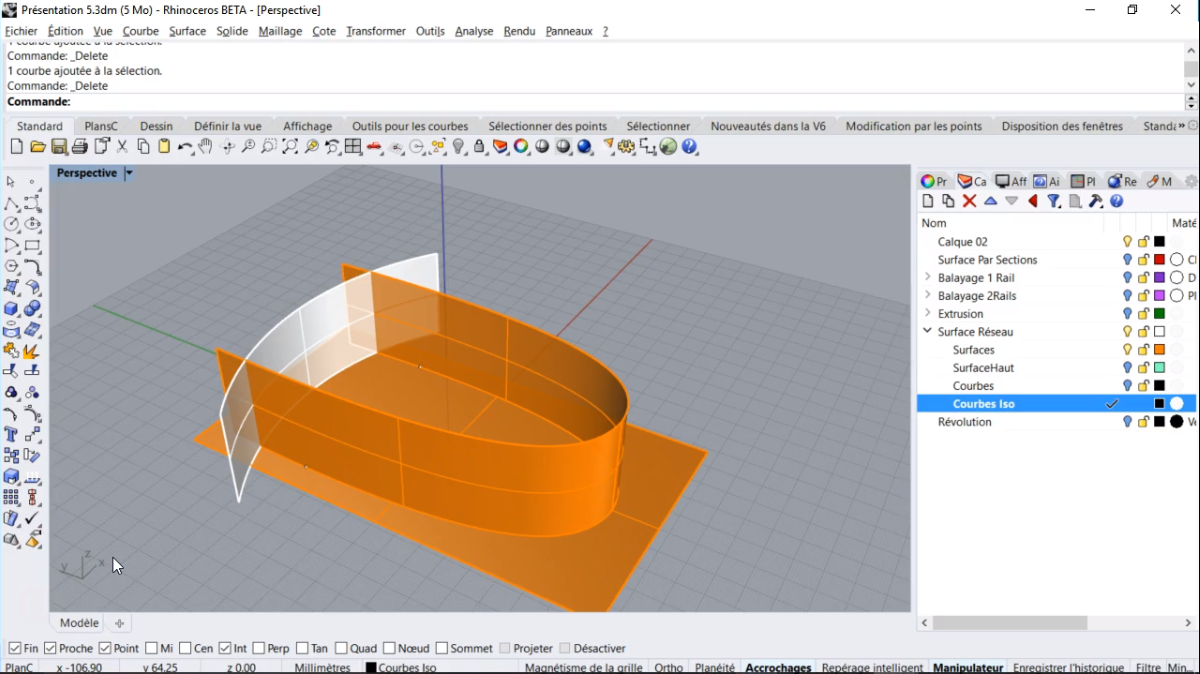 Présentation 5.3dm (5 Mo) - Rhinoceros BETA - [Perspective]
Fichier Édition Vue Courbe Surface Solide Maillage Cote Transformer Outils Analyse Rendu Panneaux ?
1 courbe ajoutée à la sélection.
Commande: _Delete
1 courbe ajoutée à la sélection.
Commande: _Delete
Commande:
Standard PlansC Dessin Définir la vue Affichage Outils pour les courbes Sélectionner des points Sélectionner Nouveautés dans la V6 Modification par les points Disposition des fenêtres Standa »
Perspective
Pr Ca Aff Ai Pl Re M
Nom Maté
Calque 02
Surface Par Sections Cl
Balayage 1 Rail D
Balayage 2Rails Pl
Extrusion
Surface Réseau
Surfaces
SurfaceHaut
Courbes
Courbes Iso
Révolution Ve
z
y x
Modèle
Fin Proche Point Mi Cen Int Perp Tan Quad Nœud Sommet Projeter Désactiver
PlanC x -106.90 y 64.25 z 0.00 Millimètres Courbes Iso Magnétisme de la grille Ortho Planéité Accrochages Repérage intelligent Manipulateur Enregistrer l'historique Filtre Min...